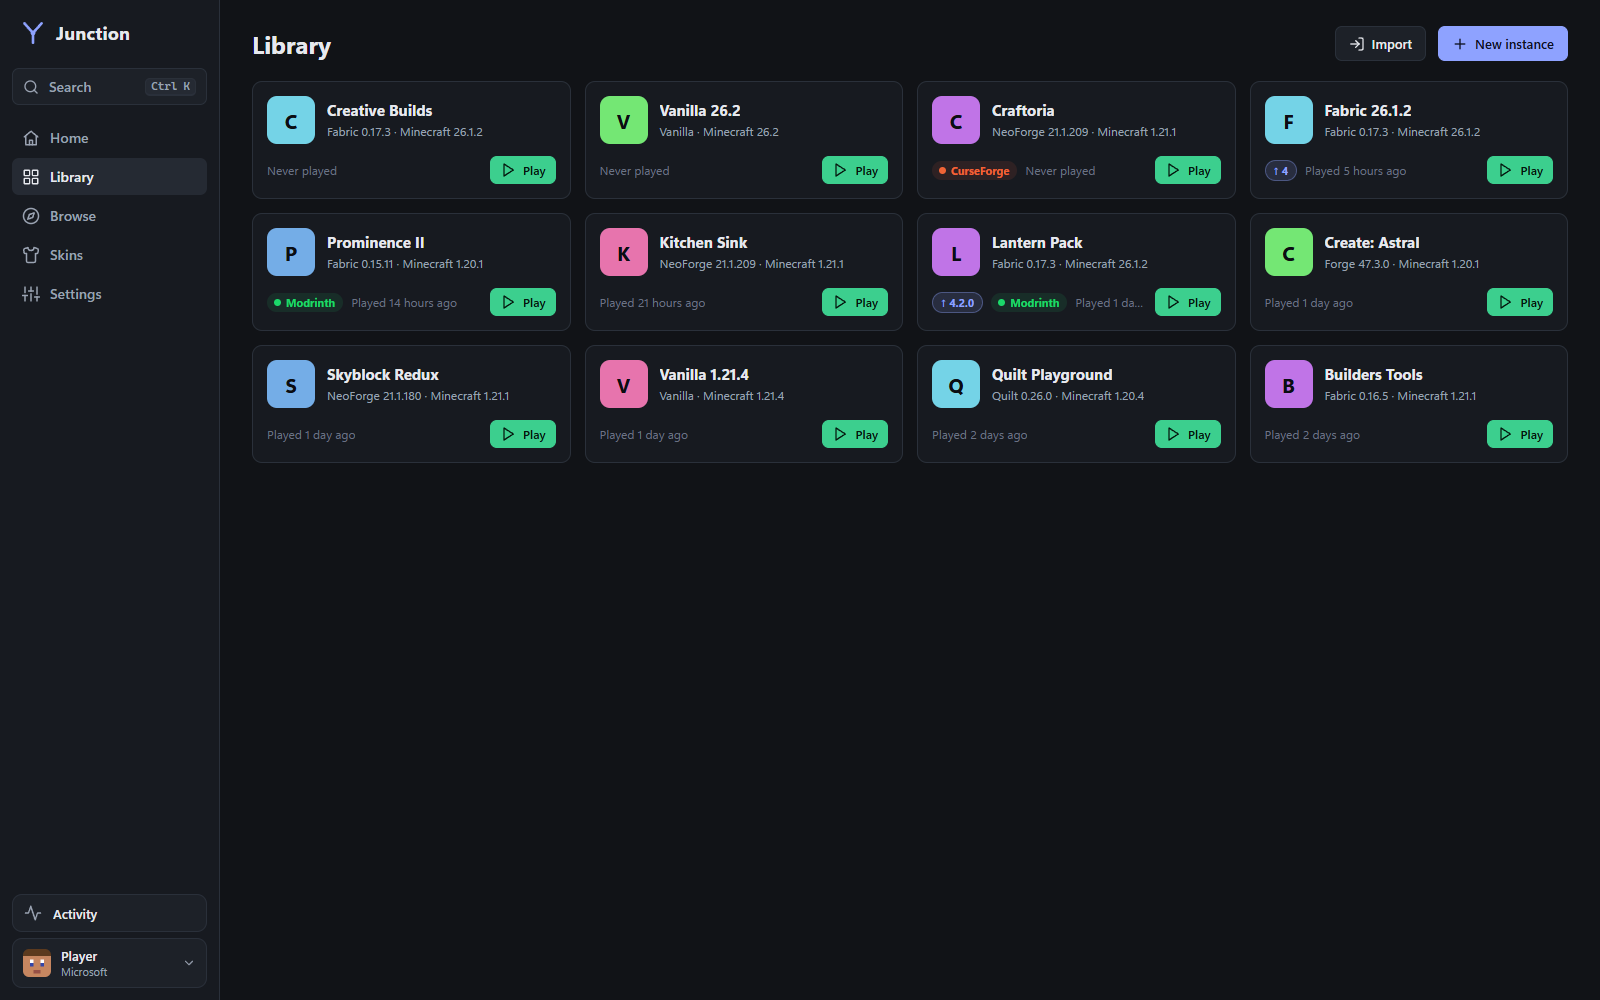 Junction
Search Ctrl K
Home
Library
Browse
Skins
Settings
Activity
Player
Microsoft
Library
Import
New instance
C
Creative Builds
Fabric 0.17.3 · Minecraft 26.1.2
Never played
Play
V
Vanilla 26.2
Vanilla · Minecraft 26.2
Never played
Play
C
Craftoria
NeoForge 21.1.209 · Minecraft 1.21.1
CurseForge Never played
Play
F
Fabric 26.1.2
Fabric 0.17.3 · Minecraft 26.1.2
↑ 4 Played 5 hours ago
Play
P
Prominence II
Fabric 0.15.11 · Minecraft 1.20.1
Modrinth Played 14 hours ago
Play
K
Kitchen Sink
NeoForge 21.1.209 · Minecraft 1.21.1
Played 21 hours ago
Play
L
Lantern Pack
Fabric 0.17.3 · Minecraft 26.1.2
↑ 4.2.0 Modrinth Played 1 da...
Play
C
Create: Astral
Forge 47.3.0 · Minecraft 1.20.1
Played 1 day ago
Play
S
Skyblock Redux
NeoForge 21.1.180 · Minecraft 1.21.1
Played 1 day ago
Play
V
Vanilla 1.21.4
Vanilla · Minecraft 1.21.4
Played 1 day ago
Play
Q
Quilt Playground
Quilt 0.26.0 · Minecraft 1.20.4
Played 2 days ago
Play
B
Builders Tools
Fabric 0.16.5 · Minecraft 1.21.1
Played 2 days ago
Play